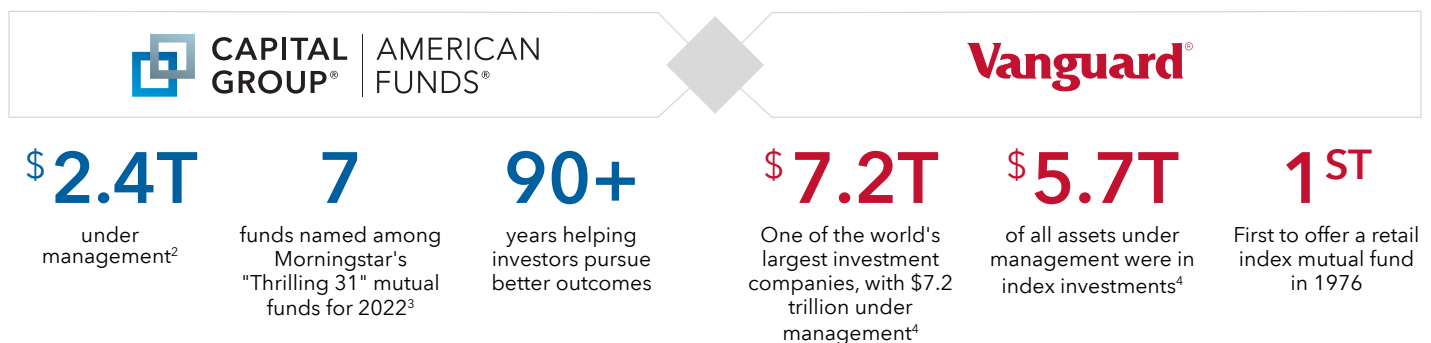 CAPITAL GROUP® | AMERICAN FUNDS®
Vanguard®
$2.4T
under
management2
7
funds named among
Morningstar's
"Thrilling 31" mutual
funds for 20223
90+
years helping
investors pursue
better outcomes
$7.2T
One of the world's
largest investment
companies, with $7.2
trillion under
management4
$5.7T
of all assets under
management were in
index investments4
1ST
First to offer a retail
index mutual fund
in 1976